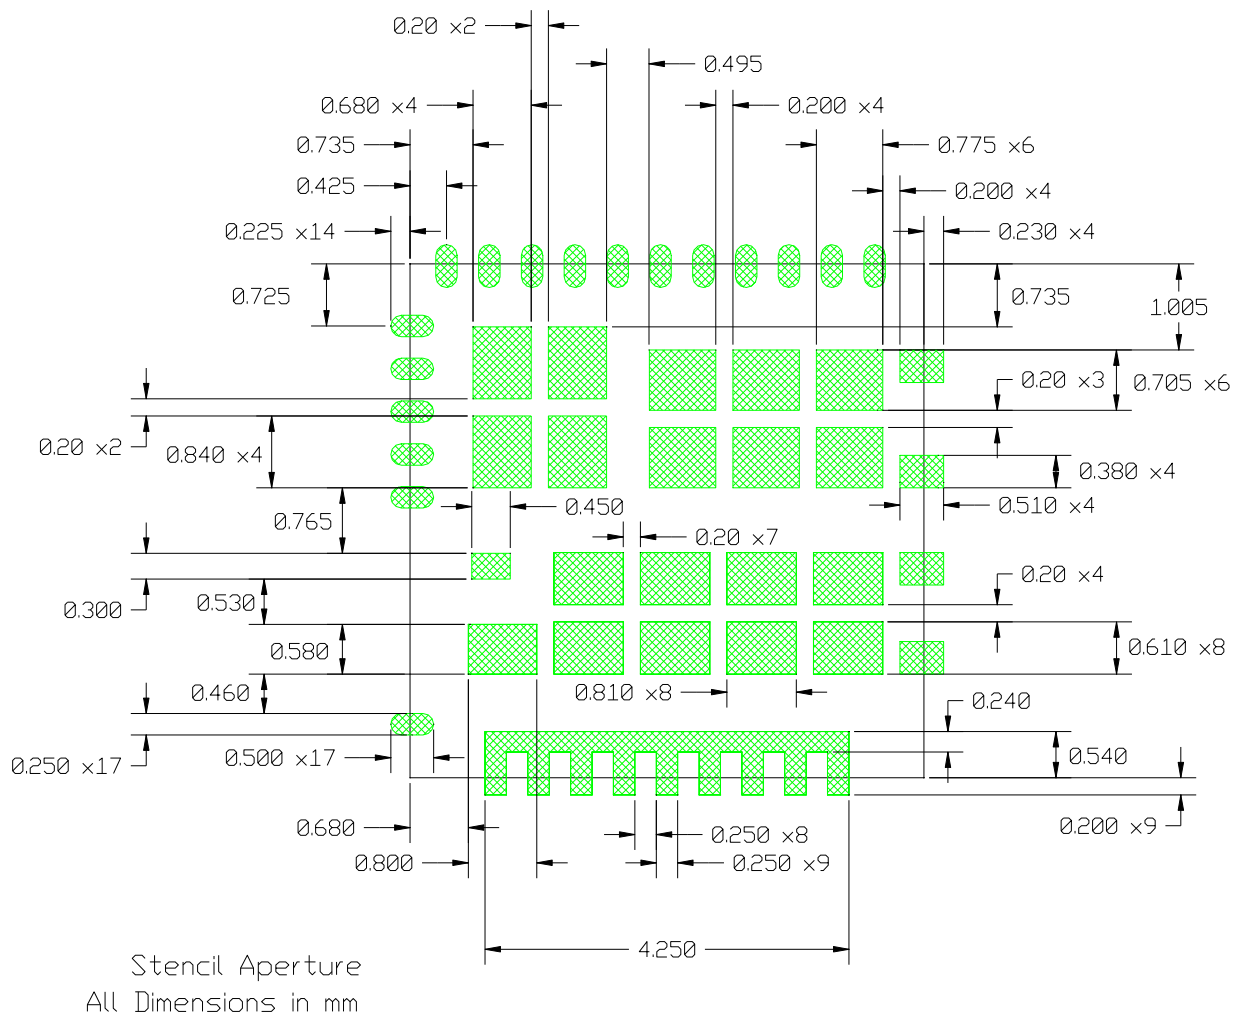 0.20 x2
0.495
0.680 x4
0.200 x4
0.735
0.775 x6
0.425
0.200 x4
0.225 x14
0.230 x4
0.725
0.735
1.005
0.20 x3
0.705 x6
0.20 x2
0.840 x4
0.380 x4
0.450
0.510 x4
0.765
0.20 x7
0.20 x4
0.300
0.530
0.580
0.610 x8
0.460
0.810 x8
0.240
0.250 x17
0.500 x17
0.540
0.680
0.250 x8
0.200 x9
0.800
0.250 x9
4.250
Stencil Aperture
All Dimensions in mm